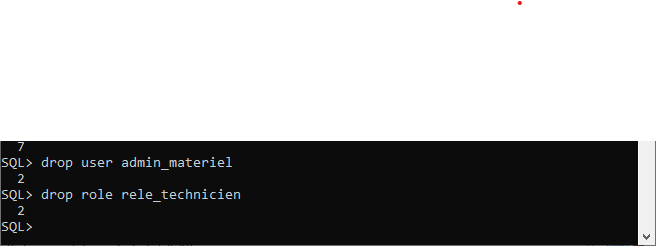 7
SQL> drop user admin_materiel
2
SQL> drop role rele_technicien
2
SQL>